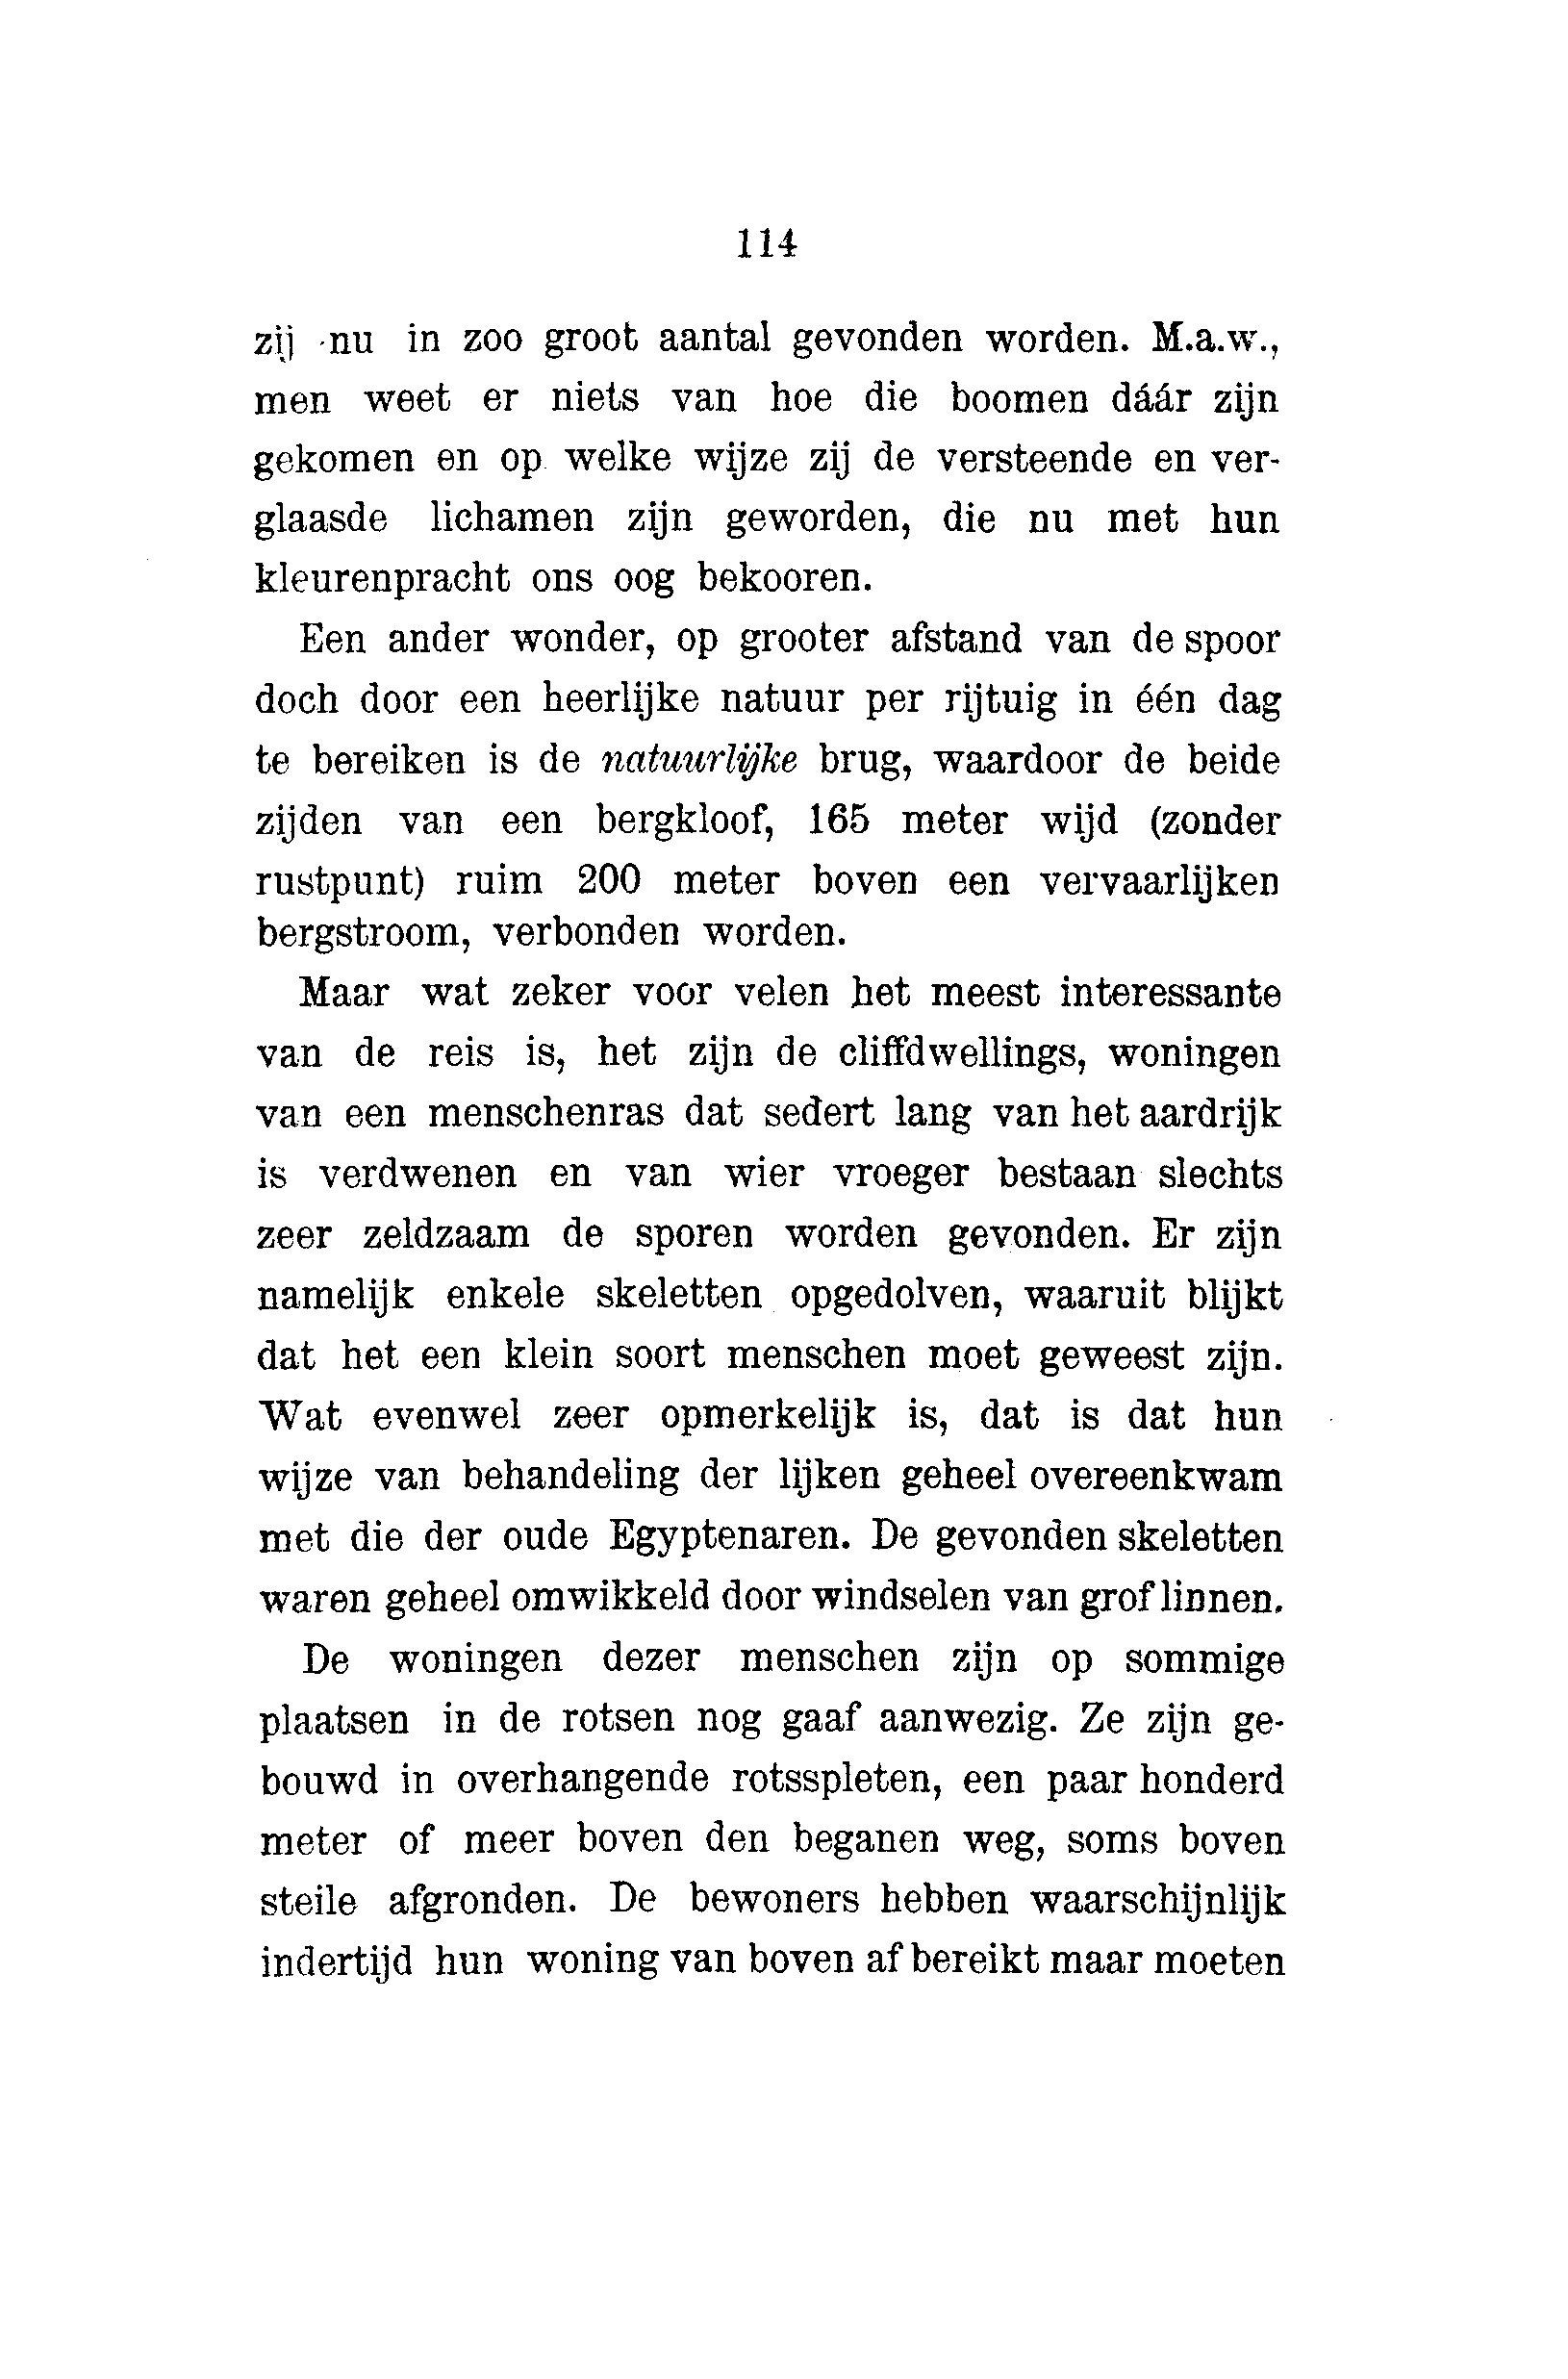 114
zij nu in zoo groot aantal gevonden worden. M.a.w.,
men weet er niets van hoe die boomen dáár zijn
gekomen en op welke wijze zij de versteende en ver-
glaasde lichamen zijn geworden, die nu met hun
kleurenpracht ons oog bekooren.
Een ander wonder, op grooter afstand van de spoor
doch door een heerlijke natuur per rijtuig in één dag
te bereiken is de natuurlijke brug, waardoor de beide
zijden van een bergkloof, 165 meter wijd (zonder
rustpunt) ruim 200 meter boven een vervaarlijken
bergstroom, verbonden worden.
Maar wat zeker voor velen het meest interessante
van de reis is, het zijn de cliffdwellings, woningen
van een menschenras dat sedert lang van het aardrijk
is verdwenen en van wier vroeger bestaan slechts
zeer zeldzaam de sporen worden gevonden. Er zijn
namelijk enkele skeletten opgedolven, waaruit blijkt
dat het een klein soort menschen moet geweest zijn.
Wat evenwel zeer opmerkelijk is, dat is dat hun
wijze van behandeling der lijken geheel overeenkwam
met die der oude Egyptenaren. De gevonden skeletten
waren geheel omwikkeld door windselen van grof linnen.
De woningen dezer menschen zijn op sommige
plaatsen in de rotsen nog gaaf aanwezig. Ze zijn ge-
bouwd in overhangende rotsspleten, een paar honderd
meter of meer boven den beganen weg, soms boven
steile afgronden. De bewoners hebben waarschijnlijk
indertijd hun woning van boven af bereikt maar moeten